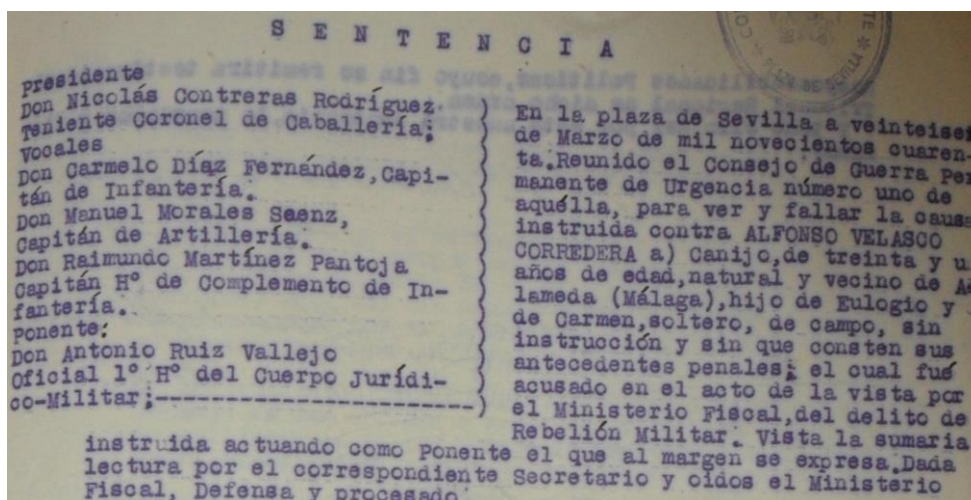 S E N T E N C I A
Presidente
Don Nicolás Contreras Rodríguez.
Teniente Coronel de Caballería;
Vocales
Don Carmelo Díaz Fernández,Capi-
tán de Infantería.
Don Manuel Morales Saenz,
Capitán de Artillería.
Don Raimundo Martínez Pantoja
Capitán Hº de Complemento de In-
fantería.
Ponente:
Don Antonio Ruiz Vallejo
Oficial 1º Hº del Cuerpo Jurídi-
co-Militar;------------------------
En la plaza de Sevilla a veinteiseis
de Marzo de mil novecientos cuaren-
ta.Reunido el Consejo de Guerra Per
manente de Urgencia número uno de
aquélla, para ver y fallar la causa
instruida contra ALFONSO VELASCO
CORREDERA a) Canijo,de treinta y u
años de edad,natural y vecino de A
lameda (Málaga),hijo de Eulogio y
de Carmen,soltero, de campo, sin
instrucción y sin que consten sus
antecedentes penales; el cual fué
acusado en el acto de la vista por
el Ministerio Fiscal,del delito de
Rebelión Militar. Vista la sumaria
instruida actuando como Ponente el que al margen se expresa.Dada
lectura por el correspondiente Secretario y oidos el Ministerio
Fiscal, Defensa y procesado.